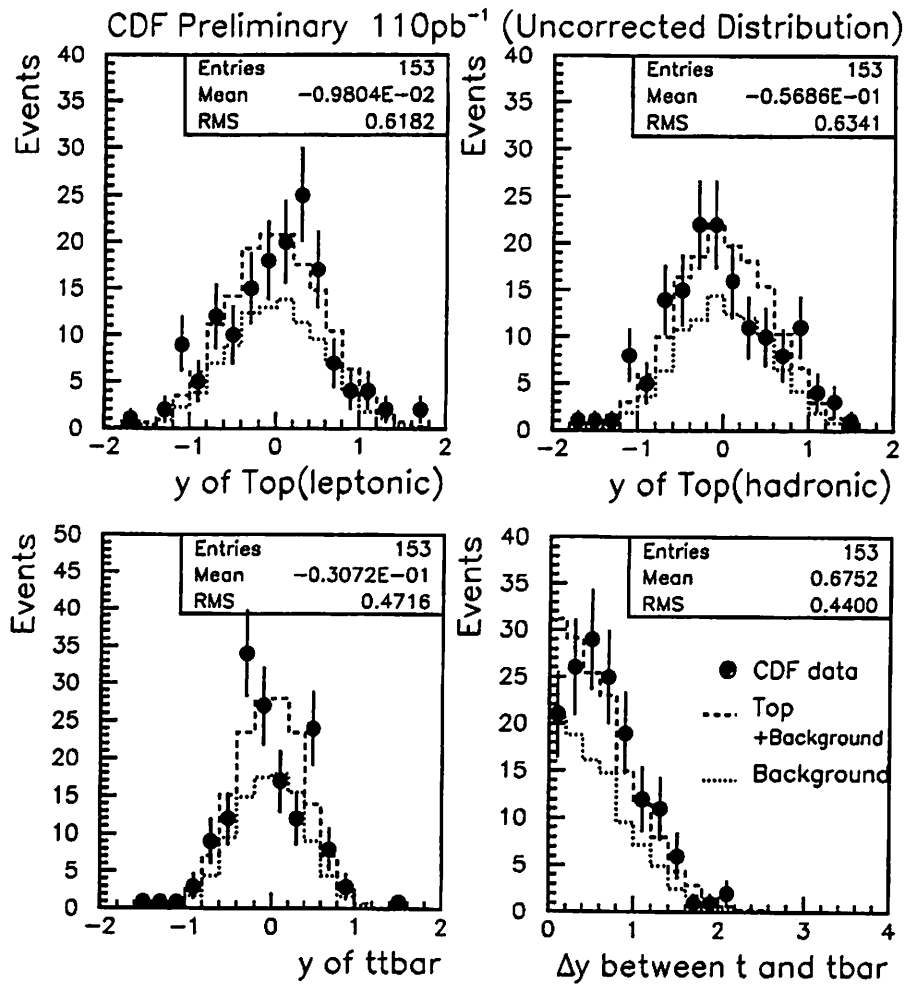 CDF Preliminary 110pb⁻¹ (Uncorrected Distribution)
Events
40
35
30
25
20
15
10
5
0
Entries 153
Mean -0.9804E-02
RMS 0.6182
-2 -1 0 1 2
y of Top(leptonic)
Events
40
35
30
25
20
15
10
5
0
Entries 153
Mean -0.5686E-01
RMS 0.6341
-2 -1 0 1 2
y of Top(hadronic)
Events
50
45
40
35
30
25
20
15
10
5
0
Entries 153
Mean -0.3072E-01
RMS 0.4716
-2 -1 0 1 2
y of ttbar
Events
40
35
30
25
20
15
10
5
0
Entries 153
Mean 0.6752
RMS 0.4400
CDF data
Top
+Background
Background
0 1 2 3 4
Δy between t and tbar